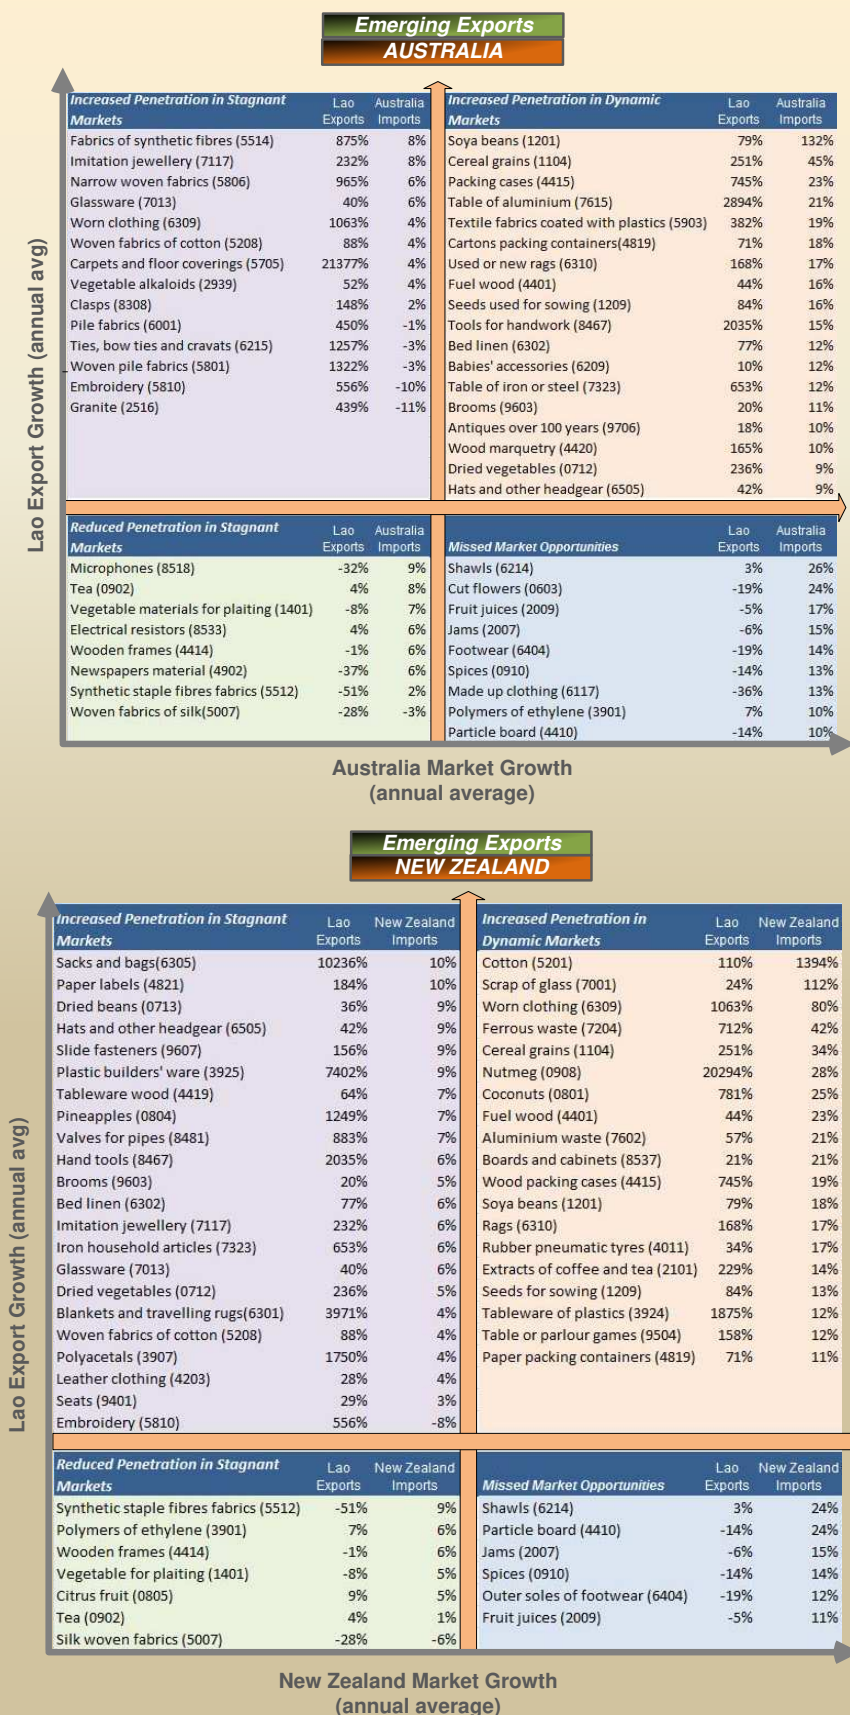 Emerging Exports
AUSTRALIA
Lao Export Growth (annual avg)
Increased Penetration in Stagnant Markets Lao Exports Australia Imports
Fabrics of synthetic fibres (5514) 875% 8%
Imitation jewellery (7117) 232% 8%
Narrow woven fabrics (5806) 965% 6%
Glassware (7013) 40% 6%
Worn clothing (6309) 1063% 4%
Woven fabrics of cotton (5208) 88% 4%
Carpets and floor coverings (5705) 21377% 4%
Vegetable alkaloids (2939) 52% 4%
Clasps (8308) 148% 2%
Pile fabrics (6001) 450% -1%
Ties, bow ties and cravats (6215) 1257% -3%
Woven pile fabrics (5801) 1322% -3%
Embroidery (5810) 556% -10%
Granite (2516) 439% -11%
Increased Penetration in Dynamic Markets Lao Exports Australia Imports
Soya beans (1201) 79% 132%
Cereal grains (1104) 251% 45%
Packing cases (4415) 745% 23%
Table of aluminium (7615) 2894% 21%
Textile fabrics coated with plastics (5903) 382% 19%
Cartons packing containers(4819) 71% 18%
Used or new rags (6310) 168% 17%
Fuel wood (4401) 44% 16%
Seeds used for sowing (1209) 84% 16%
Tools for handwork (8467) 2035% 15%
Bed linen (6302) 77% 12%
Babies' accessories (6209) 10% 12%
Table of iron or steel (7323) 653% 12%
Brooms (9603) 20% 11%
Antiques over 100 years (9706) 18% 10%
Wood marquetry (4420) 165% 10%
Dried vegetables (0712) 236% 9%
Hats and other headgear (6505) 42% 9%
Reduced Penetration in Stagnant Markets Lao Exports Australia Imports
Microphones (8518) -32% 9%
Tea (0902) 4% 8%
Vegetable materials for plaiting (1401) -8% 7%
Electrical resistors (8533) 4% 6%
Wooden frames (4414) -1% 6%
Newspapers material (4902) -37% 6%
Synthetic staple fibres fabrics (5512) -51% 2%
Woven fabrics of silk(5007) -28% -3%
Missed Market Opportunities Lao Exports Australia Imports
Shawls (6214) 3% 26%
Cut flowers (0603) -19% 24%
Fruit juices (2009) -5% 17%
Jams (2007) -6% 15%
Footwear (6404) -19% 14%
Spices (0910) -14% 13%
Made up clothing (6117) -36% 13%
Polymers of ethylene (3901) 7% 10%
Particle board (4410) -14% 10%
Australia Market Growth
(annual average)
Emerging Exports
NEW ZEALAND
Lao Export Growth (annual avg)
Increased Penetration in Stagnant Markets Lao Exports New Zealand Imports
Sacks and bags(6305) 10236% 10%
Paper labels (4821) 184% 10%
Dried beans (0713) 36% 9%
Hats and other headgear (6505) 42% 9%
Slide fasteners (9607) 156% 9%
Plastic builders' ware (3925) 7402% 9%
Tableware wood (4419) 64% 7%
Pineapples (0804) 1249% 7%
Valves for pipes (8481) 883% 7%
Hand tools (8467) 2035% 6%
Brooms (9603) 20% 5%
Bed linen (6302) 77% 6%
Imitation jewellery (7117) 232% 6%
Iron household articles (7323) 653% 6%
Glassware (7013) 40% 6%
Dried vegetables (0712) 236% 5%
Blankets and travelling rugs(6301) 3971% 4%
Woven fabrics of cotton (5208) 88% 4%
Polyacetals (3907) 1750% 4%
Leather clothing (4203) 28% 4%
Seats (9401) 29% 3%
Embroidery (5810) 556% -8%
Increased Penetration in Dynamic Markets Lao Exports New Zealand Imports
Cotton (5201) 110% 1394%
Scrap of glass (7001) 24% 112%
Worn clothing (6309) 1063% 80%
Ferrous waste (7204) 712% 42%
Cereal grains (1104) 251% 34%
Nutmeg (0908) 20294% 28%
Coconuts (0801) 781% 25%
Fuel wood (4401) 44% 23%
Aluminium waste (7602) 57% 21%
Boards and cabinets (8537) 21% 21%
Wood packing cases (4415) 745% 19%
Soya beans (1201) 79% 18%
Rags (6310) 168% 17%
Rubber pneumatic tyres (4011) 34% 17%
Extracts of coffee and tea (2101) 229% 14%
Seeds for sowing (1209) 84% 13%
Tableware of plastics (3924) 1875% 12%
Table or parlour games (9504) 158% 12%
Paper packing containers (4819) 71% 11%
Reduced Penetration in Stagnant Markets Lao Exports New Zealand Imports
Synthetic staple fibres fabrics (5512) -51% 9%
Polymers of ethylene (3901) 7% 6%
Wooden frames (4414) -1% 6%
Vegetable for plaiting (1401) -8% 5%
Citrus fruit (0805) 9% 5%
Tea (0902) 4% 1%
Silk woven fabrics (5007) -28% -6%
Missed Market Opportunities Lao Exports New Zealand Imports
Shawls (6214) 3% 24%
Particle board (4410) -14% 24%
Jams (2007) -6% 15%
Spices (0910) -14% 14%
Outer soles of footwear (6404) -19% 12%
Fruit juices (2009) -5% 11%
New Zealand Market Growth
(annual average)